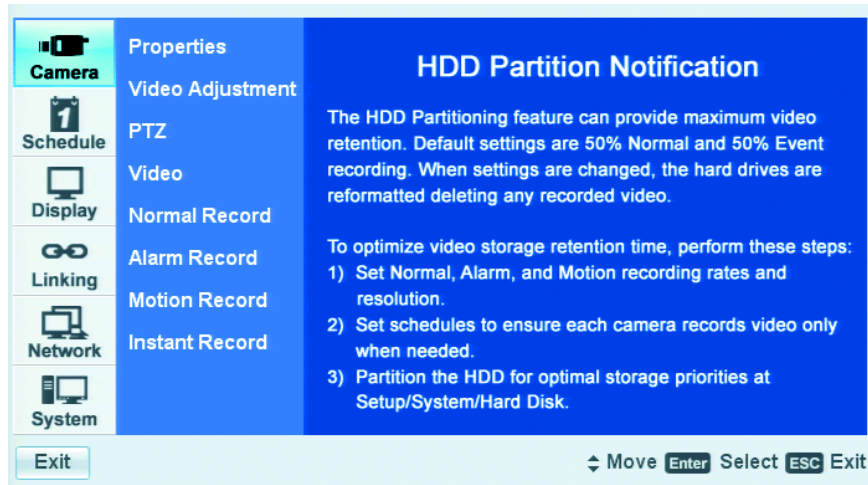 Camera
Schedule
Display
Linking
Network
System
Properties
Video Adjustment
PTZ
Video
Normal Record
Alarm Record
Motion Record
Instant Record
HDD Partition Notification
The HDD Partitioning feature can provide maximum video
retention. Default settings are 50% Normal and 50% Event
recording. When settings are changed, the hard drives are
reformatted deleting any recorded video.
To optimize video storage retention time, perform these steps:
1) Set Normal, Alarm, and Motion recording rates and
resolution.
2) Set schedules to ensure each camera records video only
when needed.
3) Partition the HDD for optimal storage priorities at
Setup/System/Hard Disk.
Exit
Move Enter Select ESC Exit